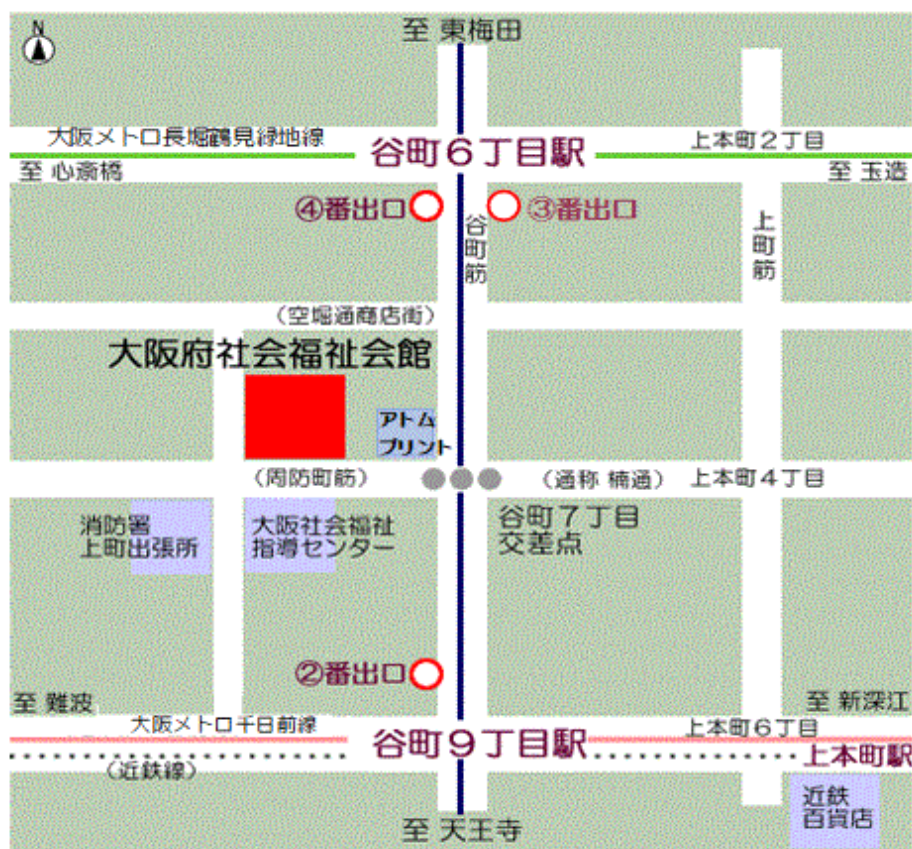 N
至 東梅田
大阪メトロ長堀鶴見緑地線
谷町６丁目駅
上本町２丁目
至 心斎橋
至 玉造
④番出口
③番出口
谷町筋
上町筋
（空堀通商店街）
大阪府社会福祉会館
アトム
プリント
（周防町筋）
（通称 楠通）
上本町４丁目
消防署
上町出張所
大阪社会福祉
指導センター
谷町７丁目
交差点
②番出口
至 難波
至 新深江
大阪メトロ千日前線
谷町９丁目駅
上本町６丁目
（近鉄線）
上本町駅
近鉄
百貨店
至 天王寺